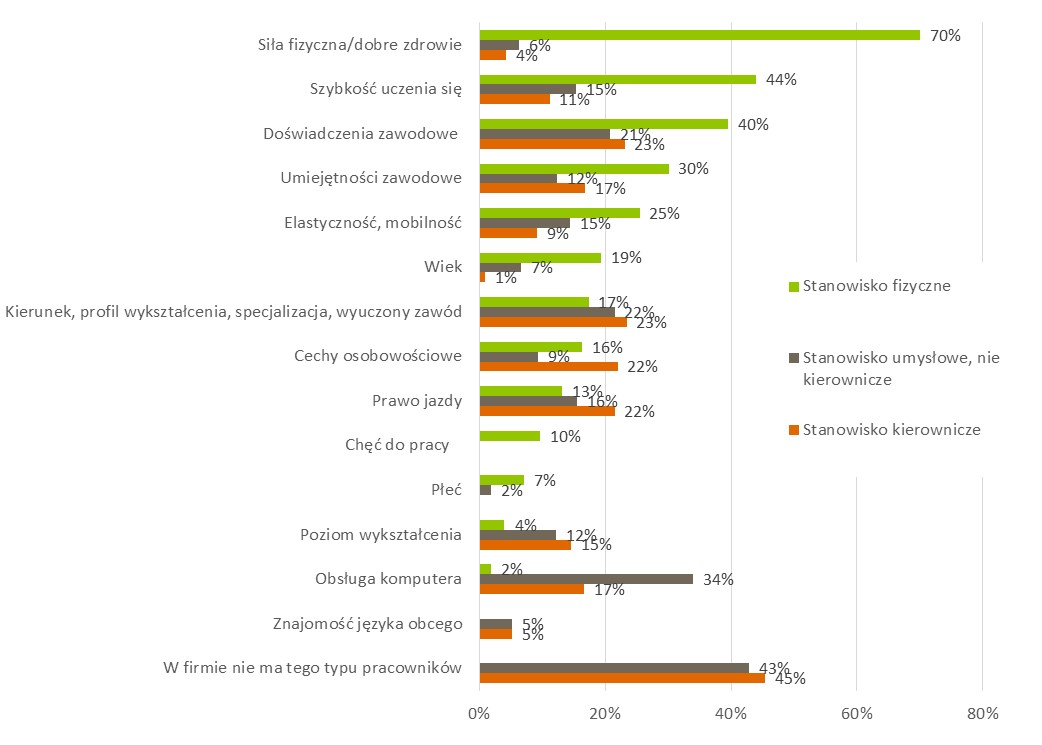 Siła fizyczna/dobre zdrowie
70%
6%
4%
Szybkość uczenia się
44%
15%
11%
Doświadczenia zawodowe
40%
21%
23%
Umiejętności zawodowe
30%
12%
17%
Elastyczność, mobilność
25%
15%
9%
Wiek
19%
7%
1%
Kierunek, profil wykształcenia, specjalizacja, wyuczony zawód
17%
22%
23%
Cechy osobowościowe
16%
9%
22%
Prawo jazdy
13%
16%
22%
Chęć do pracy
10%
Płeć
7%
2%
Poziom wykształcenia
4%
12%
15%
Obsługa komputera
2%
34%
17%
Znajomość języka obcego
5%
5%
W firmie nie ma tego typu pracowników
43%
45%
0%
20%
40%
60%
80%
Stanowisko fizyczne
Stanowisko umysłowe, nie
kierownicze
Stanowisko kierownicze